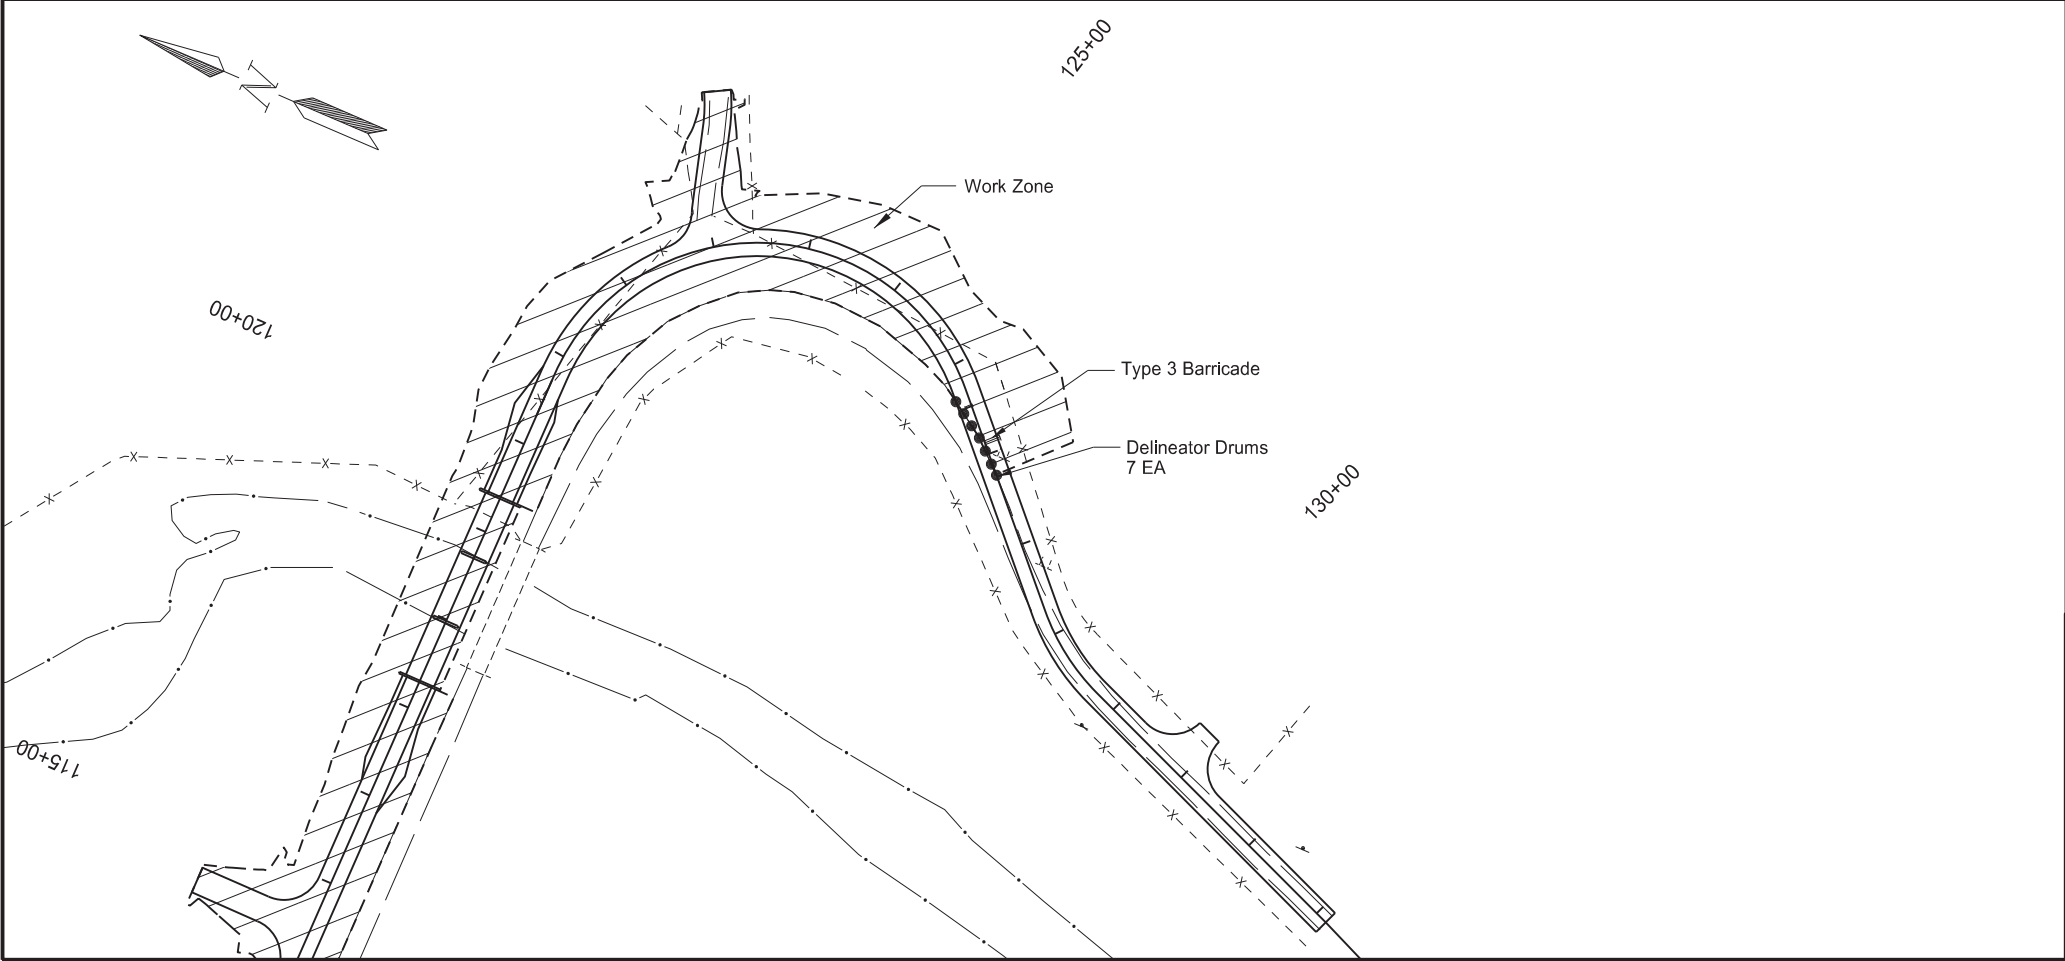 N
125+00
Work Zone
120+00
Type 3 Barricade
Delineator Drums
7 EA
130+00
115+00